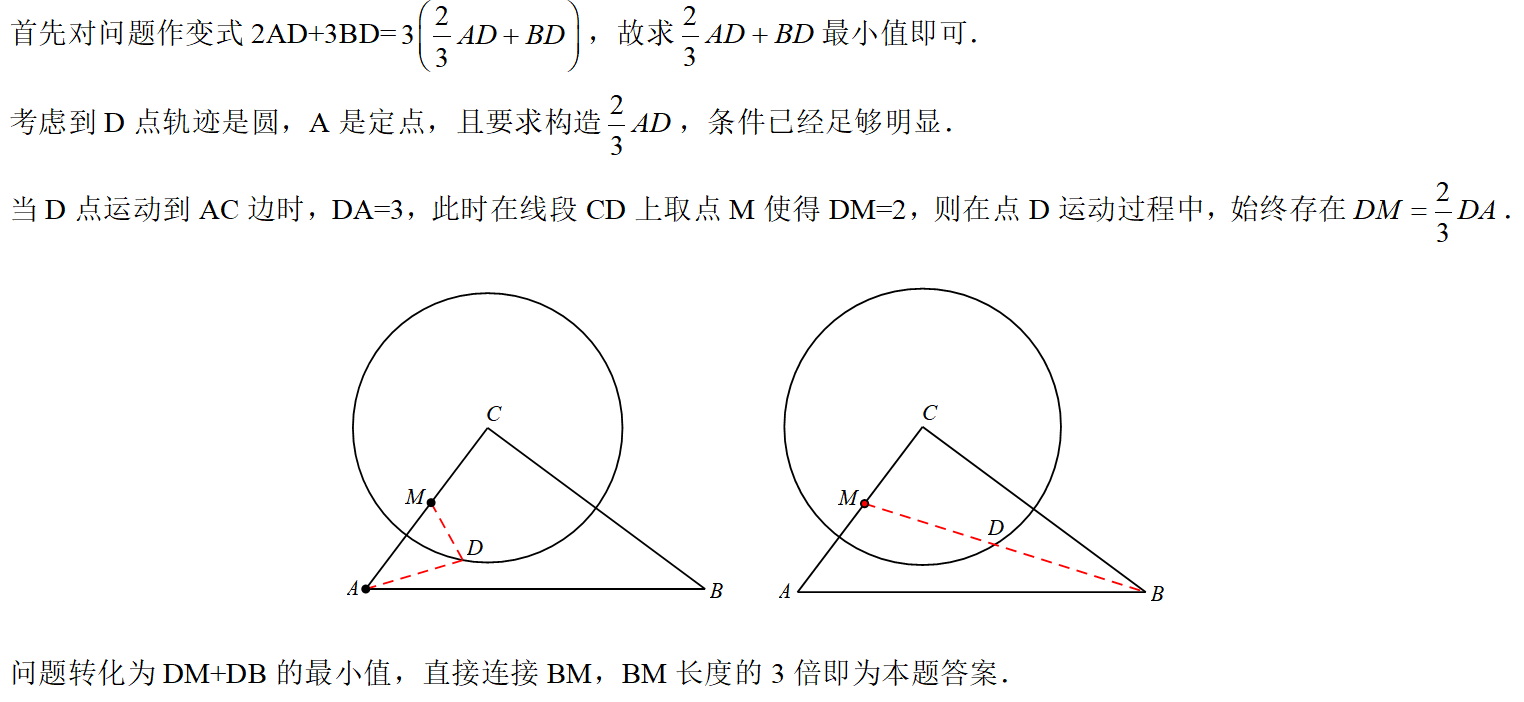 首先对问题作变式 2AD+3BD=3(2/3 AD+BD)，故求 2/3 AD+BD 最小值即可．
考虑到 D 点轨迹是圆，A 是定点，且要求构造 2/3 AD，条件已经足够明显．
当 D 点运动到 AC 边时，DA=3，此时在线段 CD 上取点 M 使得 DM=2，则在点 D 运动过程中，始终存在 DM = 2/3 DA．
C
M
D
A
B
C
M
D
A
B
问题转化为 DM+DB 的最小值，直接连接 BM，BM 长度的 3 倍即为本题答案．